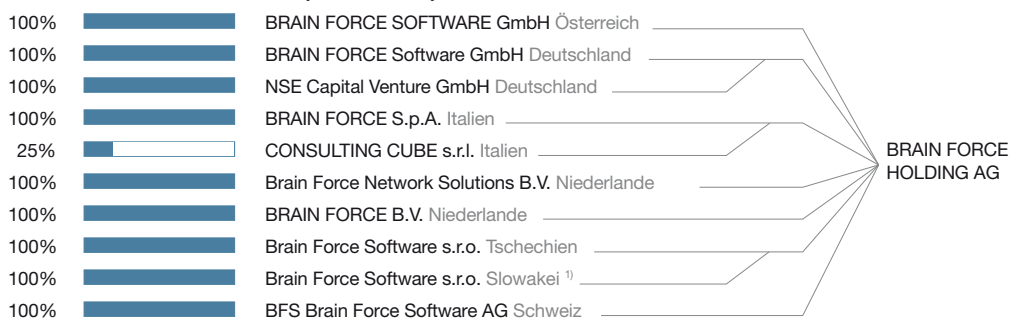 100% BRAIN FORCE SOFTWARE GmbH Österreich
100% BRAIN FORCE Software GmbH Deutschland
100% NSE Capital Venture GmbH Deutschland
100% BRAIN FORCE S.p.A. Italien
25% CONSULTING CUBE s.r.l. Italien
BRAIN FORCE
HOLDING AG
100% Brain Force Network Solutions B.V. Niederlande
100% BRAIN FORCE B.V. Niederlande
100% Brain Force Software s.r.o. Tschechien
100% Brain Force Software s.r.o. Slowakei 1)
100% BFS Brain Force Software AG Schweiz